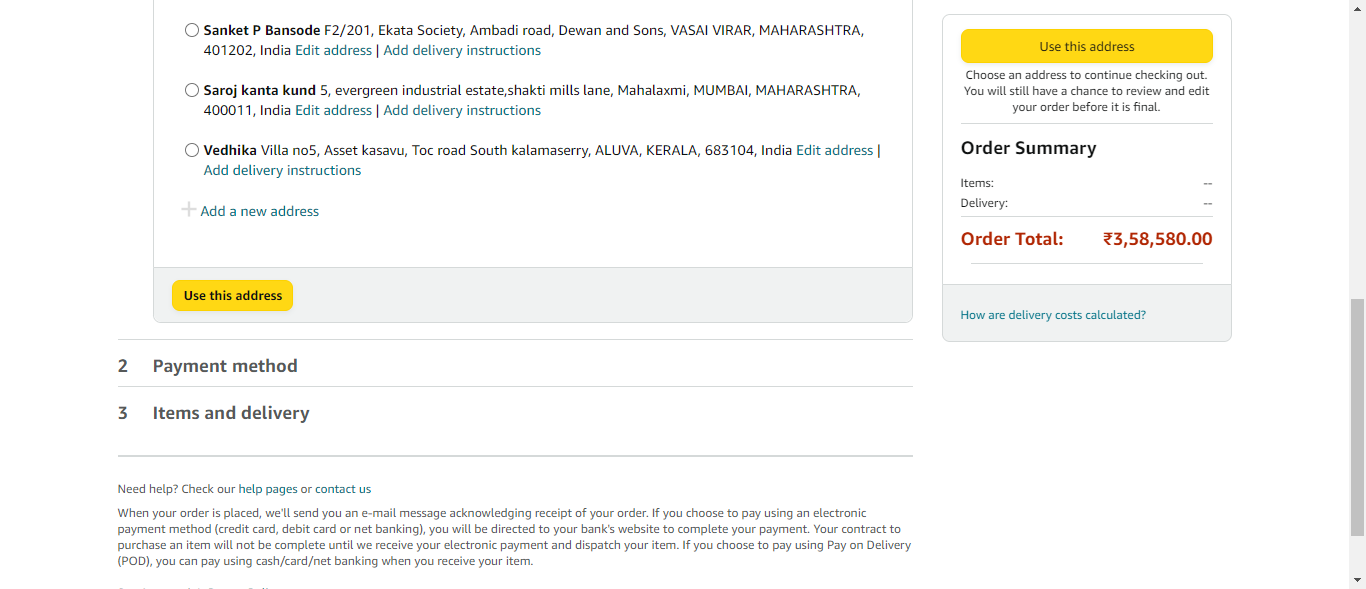 Sanket P Bansode F2/201, Ekata Society, Ambadi road, Dewan and Sons, VASAI VIRAR, MAHARASHTRA,
401202, India Edit address | Add delivery instructions
Saroj kanta kund 5, evergreen industrial estate,shakti mills lane, Mahalaxmi, MUMBAI, MAHARASHTRA,
400011, India Edit address | Add delivery instructions
Vedhika Villa no5, Asset kasavu, Toc road South kalamaserry, ALUVA, KERALA, 683104, India Edit address |
Add delivery instructions
Add a new address
Use this address
2 Payment method
3 Items and delivery
Need help? Check our help pages or contact us
When your order is placed, we'll send you an e-mail message acknowledging receipt of your order. If you choose to pay using an electronic
payment method (credit card, debit card or net banking), you will be directed to your bank's website to complete your payment. Your contract to
purchase an item will not be complete until we receive your electronic payment and dispatch your item. If you choose to pay using Pay on Delivery
(POD), you can pay using cash/card/net banking when you receive your item.
Use this address
Choose an address to continue checking out.
You will still have a chance to review and edit
your order before it is final.
Order Summary
Items: --
Delivery: --
Order Total: ₹3,58,580.00
How are delivery costs calculated?